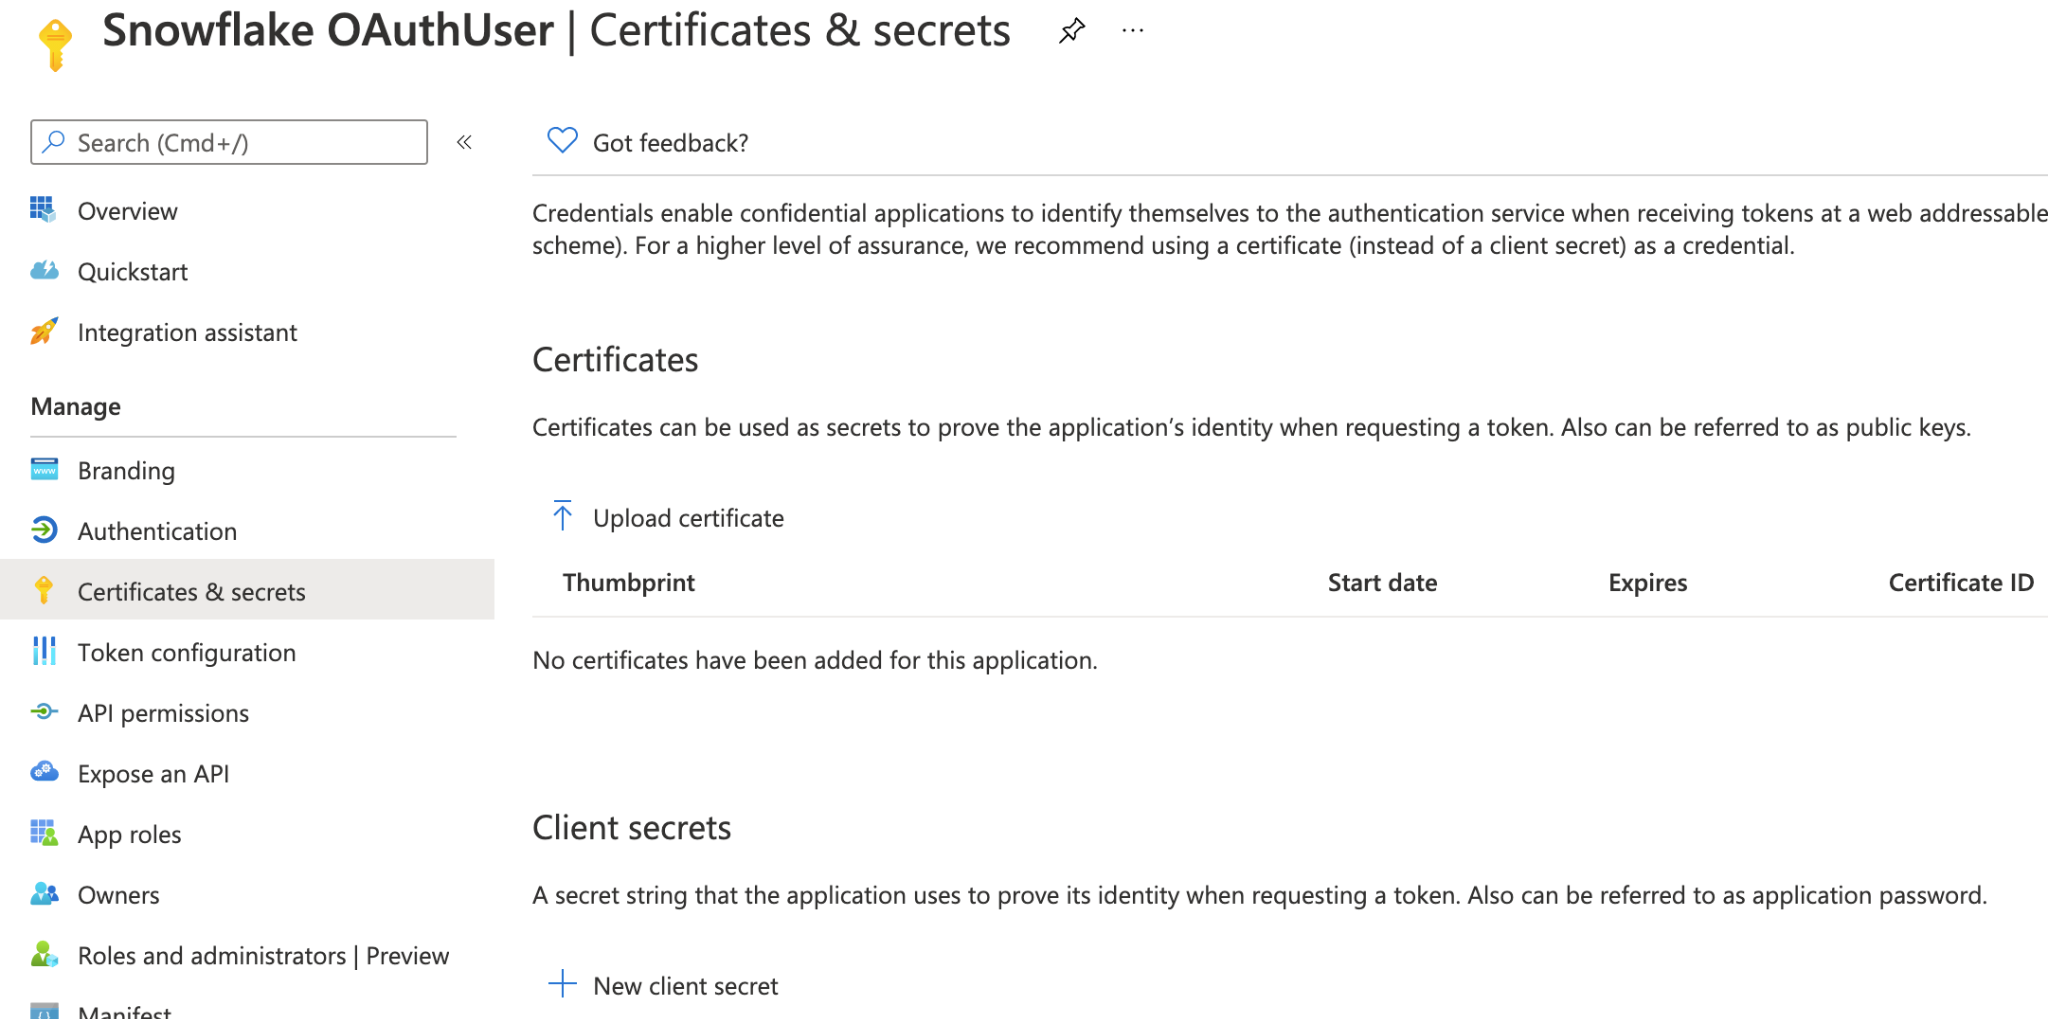 Snowflake OAuthUser | Certificates & secrets
Search (Cmd+/)
Overview
Quickstart
Integration assistant
Manage
Branding
Authentication
Certificates & secrets
Token configuration
API permissions
Expose an API
App roles
Owners
Roles and administrators | Preview
Manifest
Got feedback?
Credentials enable confidential applications to identify themselves to the authentication service when receiving tokens at a web addressable
scheme). For a higher level of assurance, we recommend using a certificate (instead of a client secret) as a credential.
Certificates
Certificates can be used as secrets to prove the application’s identity when requesting a token. Also can be referred to as public keys.
Upload certificate
Thumbprint Start date Expires Certificate ID
No certificates have been added for this application.
Client secrets
A secret string that the application uses to prove its identity when requesting a token. Also can be referred to as application password.
New client secret